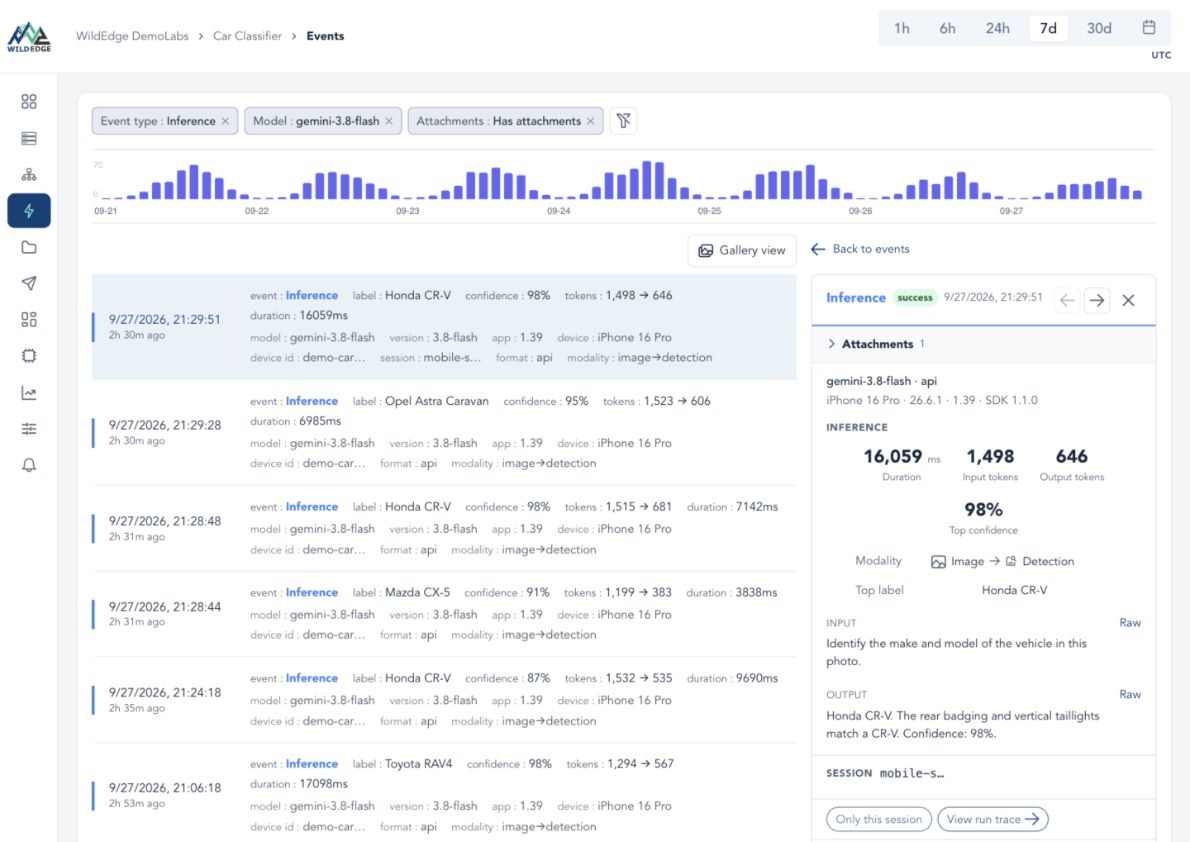 WILDEDGE
WildEdge DemoLabs > Car Classifier > Events
1h 6h 24h 7d 30d
UTC
Event type : Inference ×
Model : gemini-3.8-flash ×
Attachments : Has attachments ×
70
0
09-21 09-22 09-23 09-24 09-25 09-26 09-27
Gallery view
9/27/2026, 21:29:51
2h 30m ago
event : Inference label : Honda CR-V confidence : 98% tokens : 1,498 → 646
duration : 16059ms
model : gemini-3.8-flash version : 3.8-flash app : 1.39 device : iPhone 16 Pro
device id : demo-car... session : mobile-s... format : api modality : image→detection
9/27/2026, 21:29:28
2h 30m ago
event : Inference label : Opel Astra Caravan confidence : 95% tokens : 1,523 → 606
duration : 6985ms
model : gemini-3.8-flash version : 3.8-flash app : 1.39 device : iPhone 16 Pro
device id : demo-car... format : api modality : image→detection
9/27/2026, 21:28:48
2h 31m ago
event : Inference label : Honda CR-V confidence : 98% tokens : 1,515 → 681 duration : 7142ms
model : gemini-3.8-flash version : 3.8-flash app : 1.39 device : iPhone 16 Pro
device id : demo-car... format : api modality : image→detection
9/27/2026, 21:28:44
2h 31m ago
event : Inference label : Mazda CX-5 confidence : 91% tokens : 1,199 → 383 duration : 3838ms
model : gemini-3.8-flash version : 3.8-flash app : 1.39 device : iPhone 16 Pro
device id : demo-car... format : api modality : image→detection
9/27/2026, 21:24:18
2h 35m ago
event : Inference label : Honda CR-V confidence : 87% tokens : 1,532 → 535 duration : 9690ms
model : gemini-3.8-flash version : 3.8-flash app : 1.39 device : iPhone 16 Pro
device id : demo-car... format : api modality : image→detection
9/27/2026, 21:06:18
2h 53m ago
event : Inference label : Toyota RAV4 confidence : 98% tokens : 1,294 → 567
duration : 17098ms
model : gemini-3.8-flash version : 3.8-flash app : 1.39 device : iPhone 16 Pro
device id : demo-car... format : api modality : image→detection
← Back to events
Inference success 9/27/2026, 21:29:51
Attachments 1
gemini-3.8-flash · api
iPhone 16 Pro · 26.6.1 · 1.39 · SDK 1.1.0
INFERENCE
16,059 ms 1,498 646
Duration Input tokens Output tokens
98%
Top confidence
Modality Image → Detection
Top label Honda CR-V
INPUT Raw
Identify the make and model of the vehicle in this
photo.
OUTPUT Raw
Honda CR-V. The rear badging and vertical taillights
match a CR-V. Confidence: 98%.
SESSION mobile-s…
Only this session
View run trace →